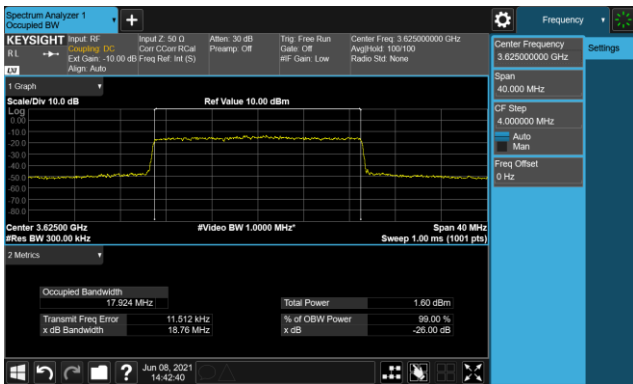 Spectrum Analyzer 1
Occupied BW
Frequency
KEYSIGHT
Input: RF
Input Z: 50 Ω
Atten: 30 dB
Trig: Free Run
Center Freq: 3.625000000 GHz
RL
Coupling: DC
Corr CCorr RCal
Preamp: Off
Gate: Off
Avg|Hold: 100/100
Ext Gain: -10.00 dB
Freq Ref: Int (S)
#IF Gain: Low
Radio Std: None
LXI
Align: Auto
Center Frequency
3.625000000 GHz
Settings
Span
40.000 MHz
CF Step
4.000000 MHz
Auto
Man
Freq Offset
0 Hz
1 Graph
Scale/Div 10.0 dB
Ref Value 10.00 dBm
Log
0.00
-10.0
-20.0
-30.0
-40.0
-50.0
-60.0
-70.0
-80.0
Center 3.62500 GHz
#Video BW 1.0000 MHz*
Span 40 MHz
#Res BW 300.00 kHz
Sweep 1.00 ms (1001 pts)
2 Metrics
Occupied Bandwidth
17.924 MHz
Total Power
1.60 dBm
Transmit Freq Error
11.512 kHz
% of OBW Power
99.00 %
x dB Bandwidth
18.76 MHz
x dB
-26.00 dB
?
Jun 08, 2021
14:42:40